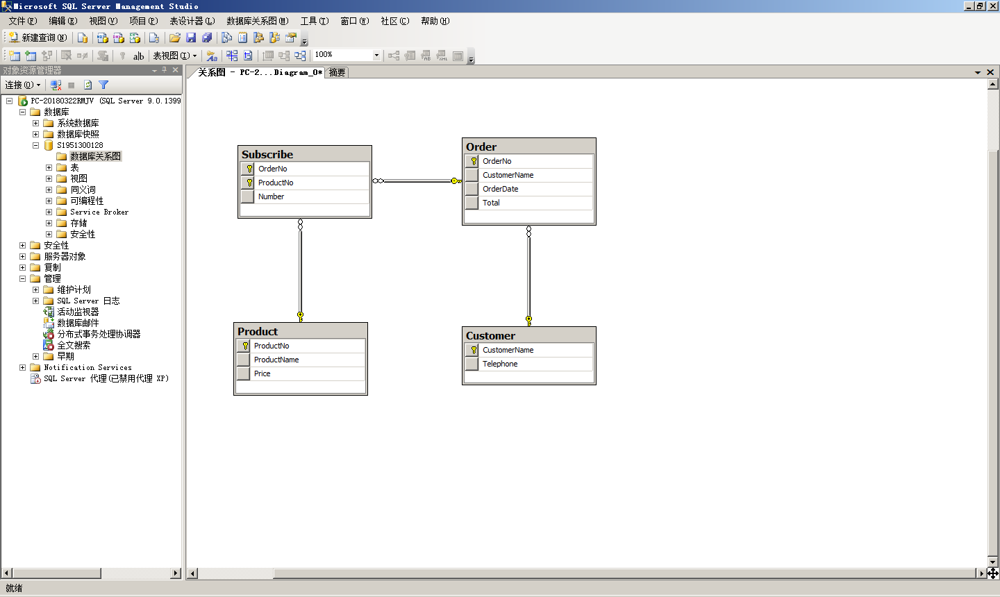 Microsoft SQL Server Management Studio
文件(F) 编辑(E) 视图(V) 项目(P) 表设计器(L) 数据库关系图(M) 工具(T) 窗口(W) 社区(C) 帮助(H)
新建查询(N)
a|b 表视图(I) 100%
对象资源管理器
连接(O)
PC-20180322RMJV (SQL Server 9.0.1399
数据库
系统数据库
数据库快照
S1951300128
数据库关系图
表
视图
同义词
可编程性
Service Broker
存储
安全性
安全性
服务器对象
复制
管理
维护计划
SQL Server 日志
活动监视器
数据库邮件
分布式事务处理协调器
全文搜索
早期
Notification Services
SQL Server 代理(已禁用代理 XP)
关系图 - PC-2...Diagram_0* 摘要
Subscribe
OrderNo
ProductNo
Number
Order
OrderNo
CustomerName
OrderDate
Total
Product
ProductNo
ProductName
Price
Customer
CustomerName
Telephone
就绪